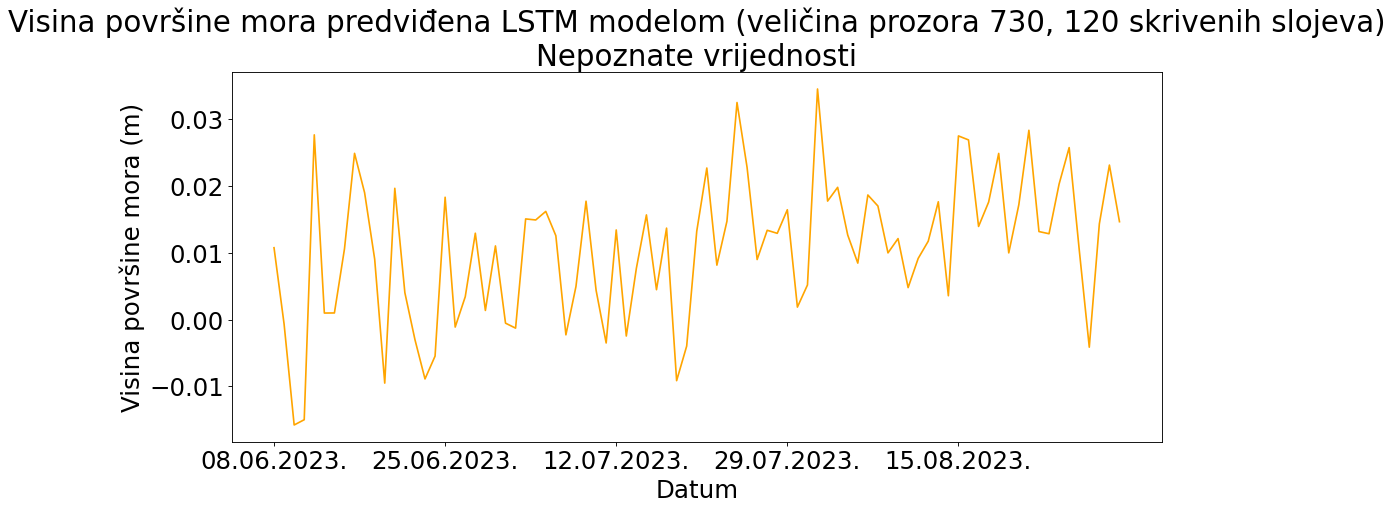 Visina površine mora predviđena LSTM modelom (veličina prozora 730, 120 skrivenih slojeva)
Nepoznate vrijednosti
Visina površine mora (m)
0.03
0.02
0.01
0.00
−0.01
08.06.2023. 25.06.2023. 12.07.2023. 29.07.2023. 15.08.2023.
Datum